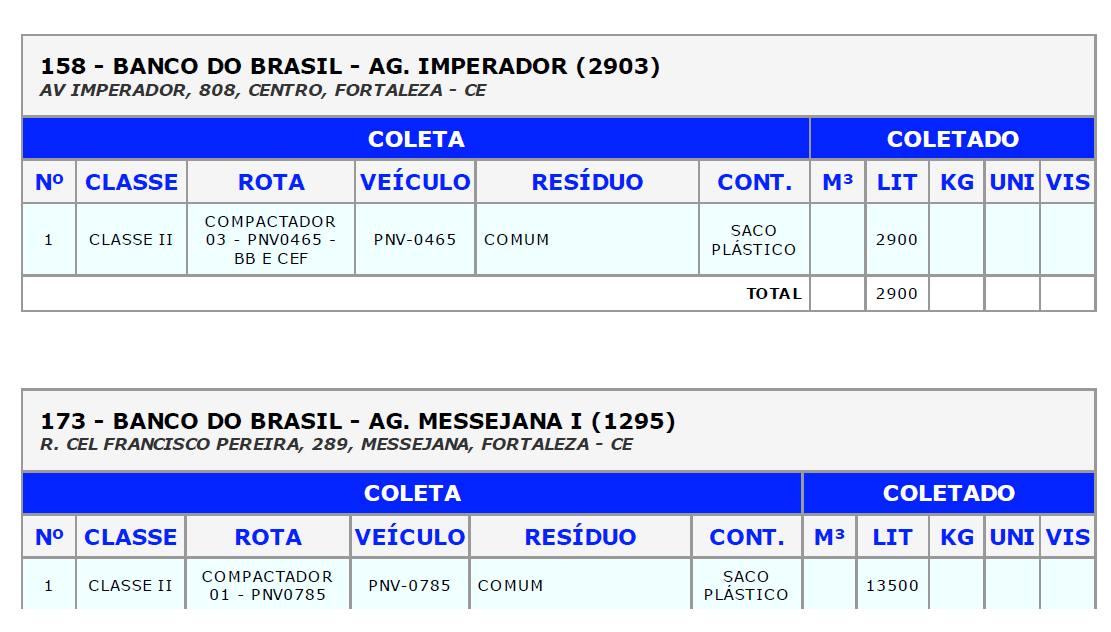 158 - BANCO DO BRASIL - AG. IMPERADOR (2903)
AV IMPERADOR, 808, CENTRO, FORTALEZA - CE
COLETA COLETADO
Nº CLASSE ROTA VEÍCULO RESÍDUO CONT. M³ LIT KG UNI VIS
1 CLASSE II COMPACTADOR 03 - PNV0465 - BB E CEF PNV-0465 COMUM SACO PLÁSTICO 2900
TOTAL 2900
173 - BANCO DO BRASIL - AG. MESSEJANA I (1295)
R. CEL FRANCISCO PEREIRA, 289, MESSEJANA, FORTALEZA - CE
COLETA COLETADO
Nº CLASSE ROTA VEÍCULO RESÍDUO CONT. M³ LIT KG UNI VIS
1 CLASSE II COMPACTADOR 01 - PNV0785 PNV-0785 COMUM SACO PLÁSTICO 13500